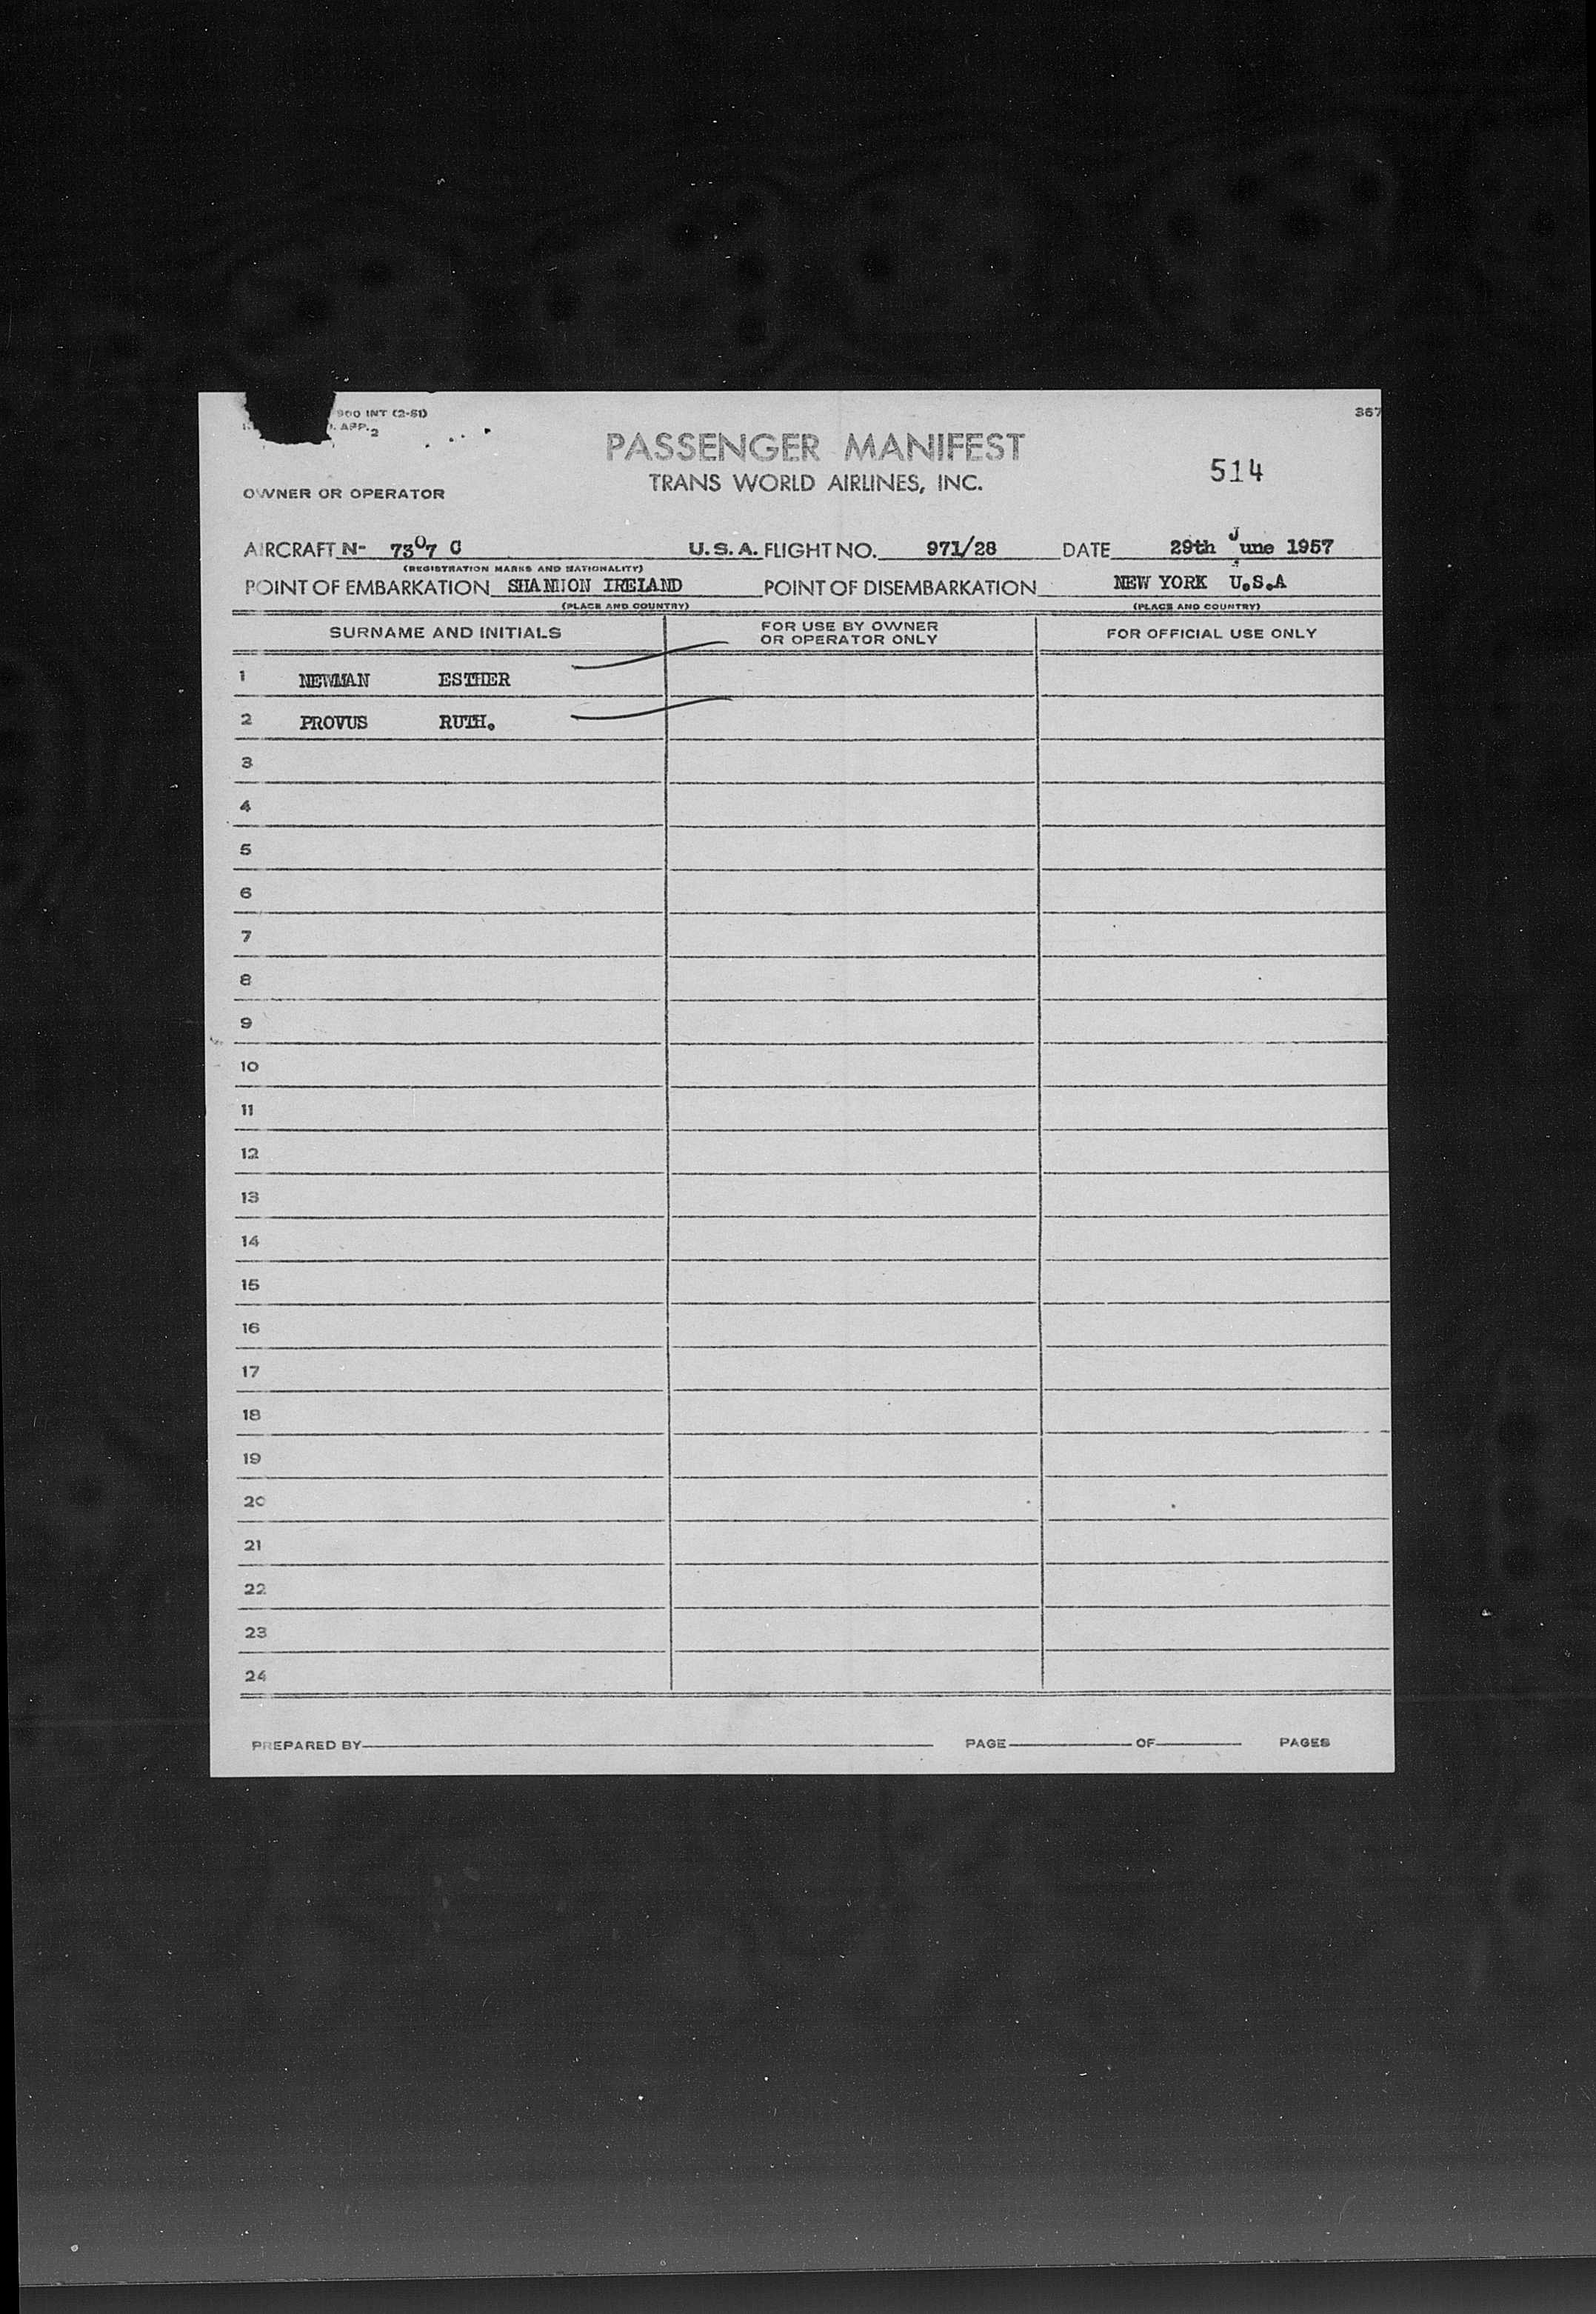 900 INT (2-51) 367
. APP. 2
PASSENGER MANIFEST
514
TRANS WORLD AIRLINES, INC.
OWNER OR OPERATOR
AIRCRAFT N- 7307 C U.S.A. FLIGHT NO. 971/28 DATE 29th June 1957
(REGISTRATION MARKS AND NATIONALITY)
POINT OF EMBARKATION SHANNON IRELAND POINT OF DISEMBARKATION NEW YORK U.S.A
(PLACE AND COUNTRY) (PLACE AND COUNTRY)
SURNAME AND INITIALS FOR USE BY OWNER OR OPERATOR ONLY FOR OFFICIAL USE ONLY
1 NEWMAN ESTHER
2 PROVUS RUTH.
3
4
5
6
7
8
9
10
11
12
13
14
15
16
17
18
19
20
21
22
23
24
PREPARED BY PAGE OF PAGES